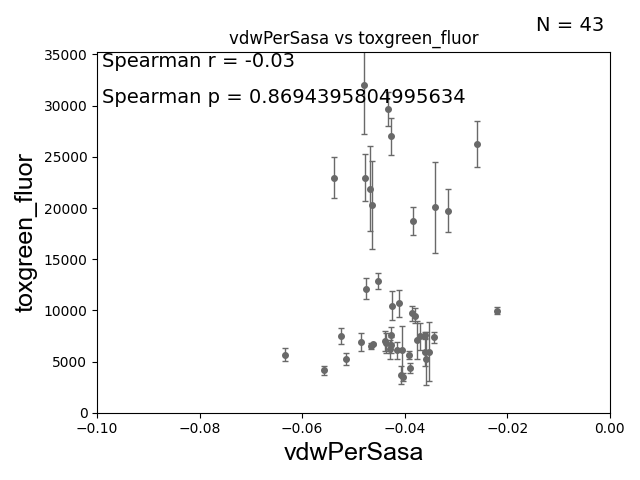 N = 43
vdwPerSasa vs toxgreen_fluor
Spearman r = -0.03
Spearman p = 0.8694395804995634
35000
30000
25000
20000
15000
10000
5000
0
toxgreen_fluor
−0.10 −0.08 −0.06 −0.04 −0.02 0.00
vdwPerSasa